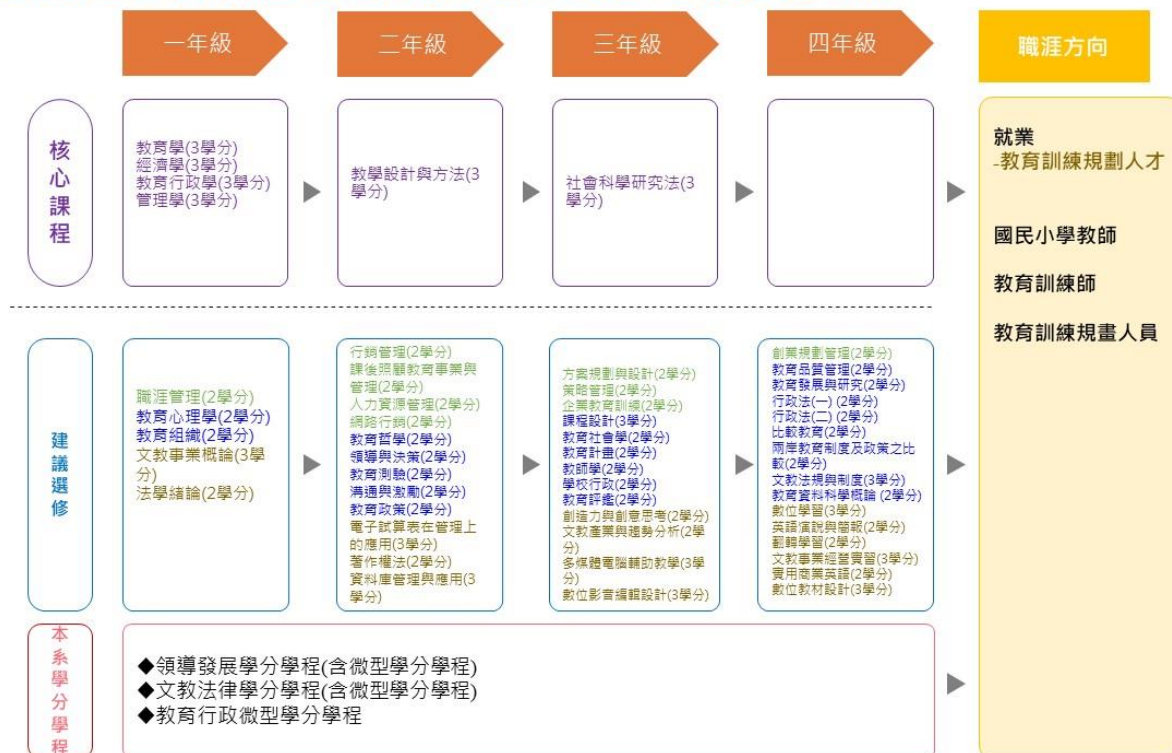 一年級
二年級
三年級
四年級
職涯方向
核
心
課
程
教育學(3學分)
經濟學(3學分)
教育行政學(3學分)
管理學(3學分)
教學設計與方法(3
學分)
社會科學研究法(3
學分)
就業
-教育訓練規劃人才
國民小學教師
教育訓練師
教育訓練規畫人員
建
議
選
修
職涯管理(2學分)
教育心理學(2學分)
教育組織(2學分)
文教事業概論(3學
分)
法學緒論(2學分)
行銷管理(2學分)
課後照顧教育事業與
管理(2學分)
人力資源管理(2學分)
網路行銷(2學分)
教育哲學(2學分)
領導與決策(2學分)
教育測驗(2學分)
溝通與激勵(2學分)
教育政策(2學分)
電子試算表在管理上
的應用(3學分)
著作權法(2學分)
資料庫管理與應用(3
學分)
方案規劃與設計(2學分)
策略管理(2學分)
企業教育訓練(2學分)
課程設計(3學分)
教育社會學(2學分)
教育計畫(2學分)
教師學(2學分)
學校行政(2學分)
教育評鑑(2學分)
創造力與創意思考(2學分)
文教產業與趨勢分析(2學
分)
多媒體電腦輔助教學(3學
分)
數位影音編輯設計(3學分)
創業規劃管理(2學分)
教育品質管理(2學分)
教育發展與研究(2學分)
行政法(一) (2學分)
行政法(二) (2學分)
比較教育(2學分)
兩岸教育制度及政策之比
較(2學分)
文教法規與制度(3學分)
教育資料科學概論 (2學分)
數位學習(3學分)
英語演說與簡報(2學分)
翻轉學習(2學分)
文教事業經營實習(3學分)
實用商業英語(2學分)
數位教材設計(3學分)
本
系
學
分
學
程
◆領導發展學分學程(含微型學分學程)
◆文教法律學分學程(含微型學分學程)
◆教育行政微型學分學程